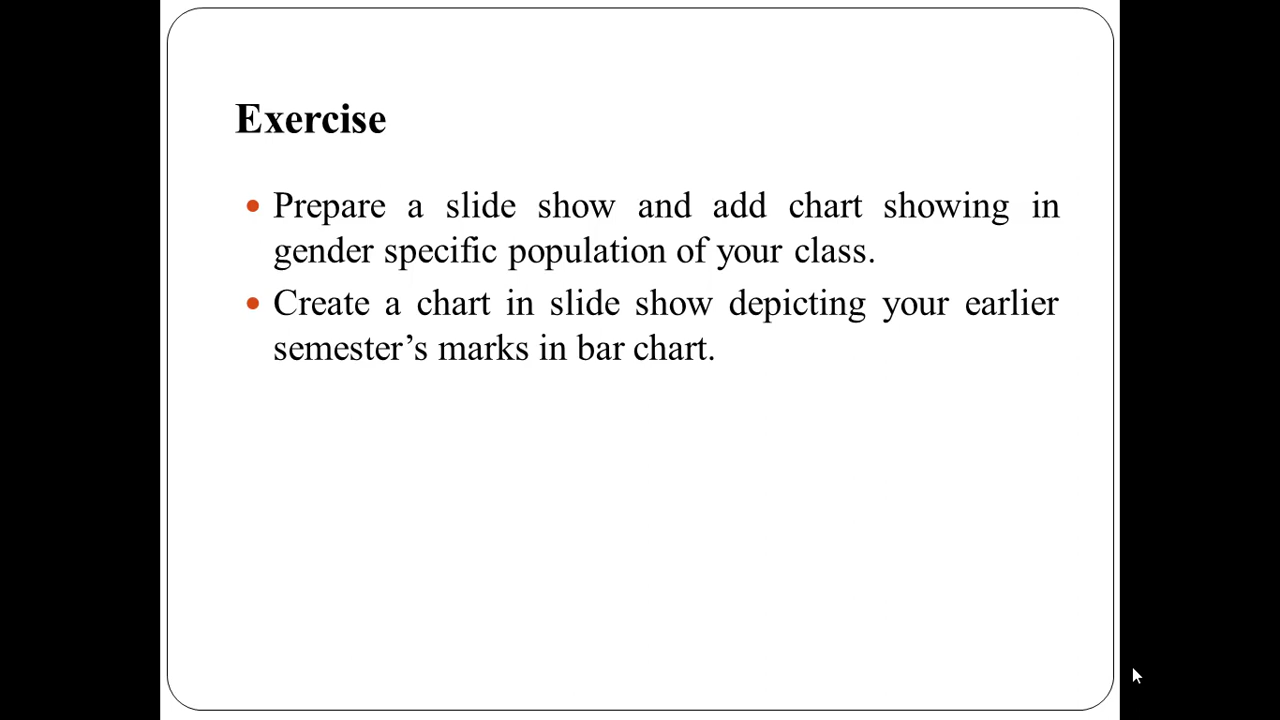 Exercise
• Prepare a slide show and add chart showing in
gender specific population of your class.
• Create a chart in slide show depicting your earlier
semester’s marks in bar chart.